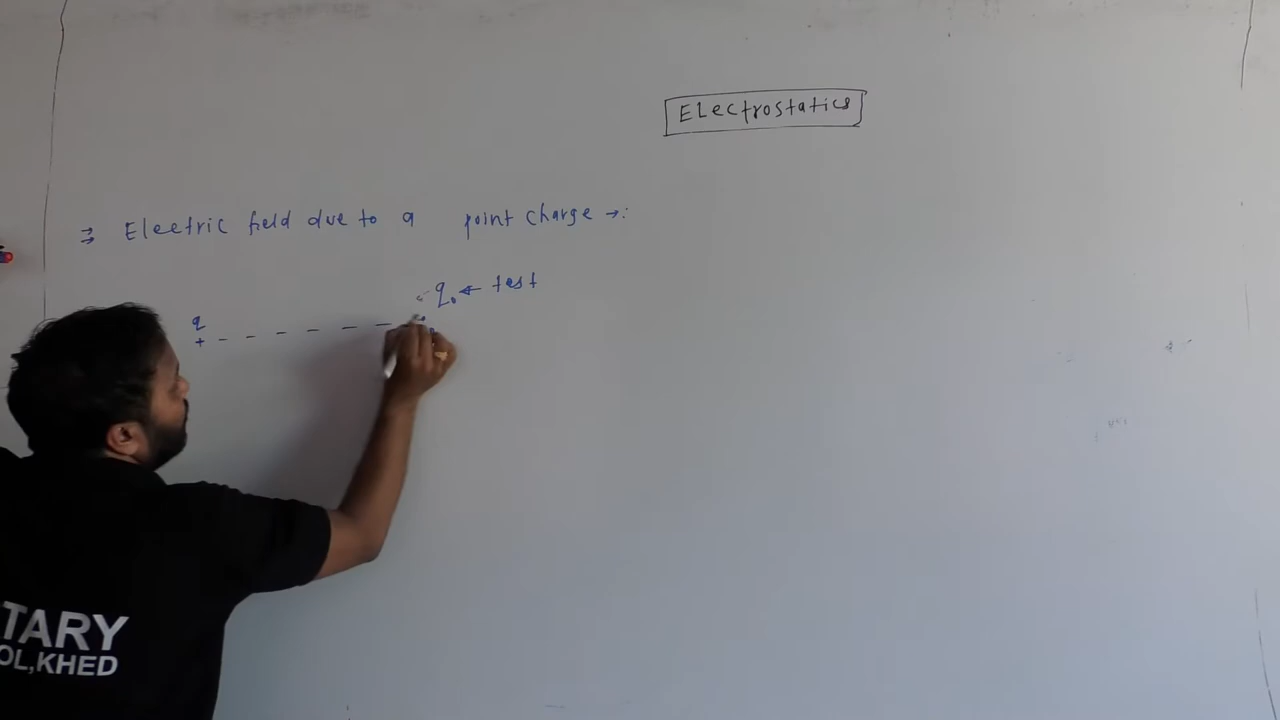 Electrostatics
⇒ Electric field due to a point charge →:
q₀ ← test
q
+ - - - - - -
TARY
OL,KHED